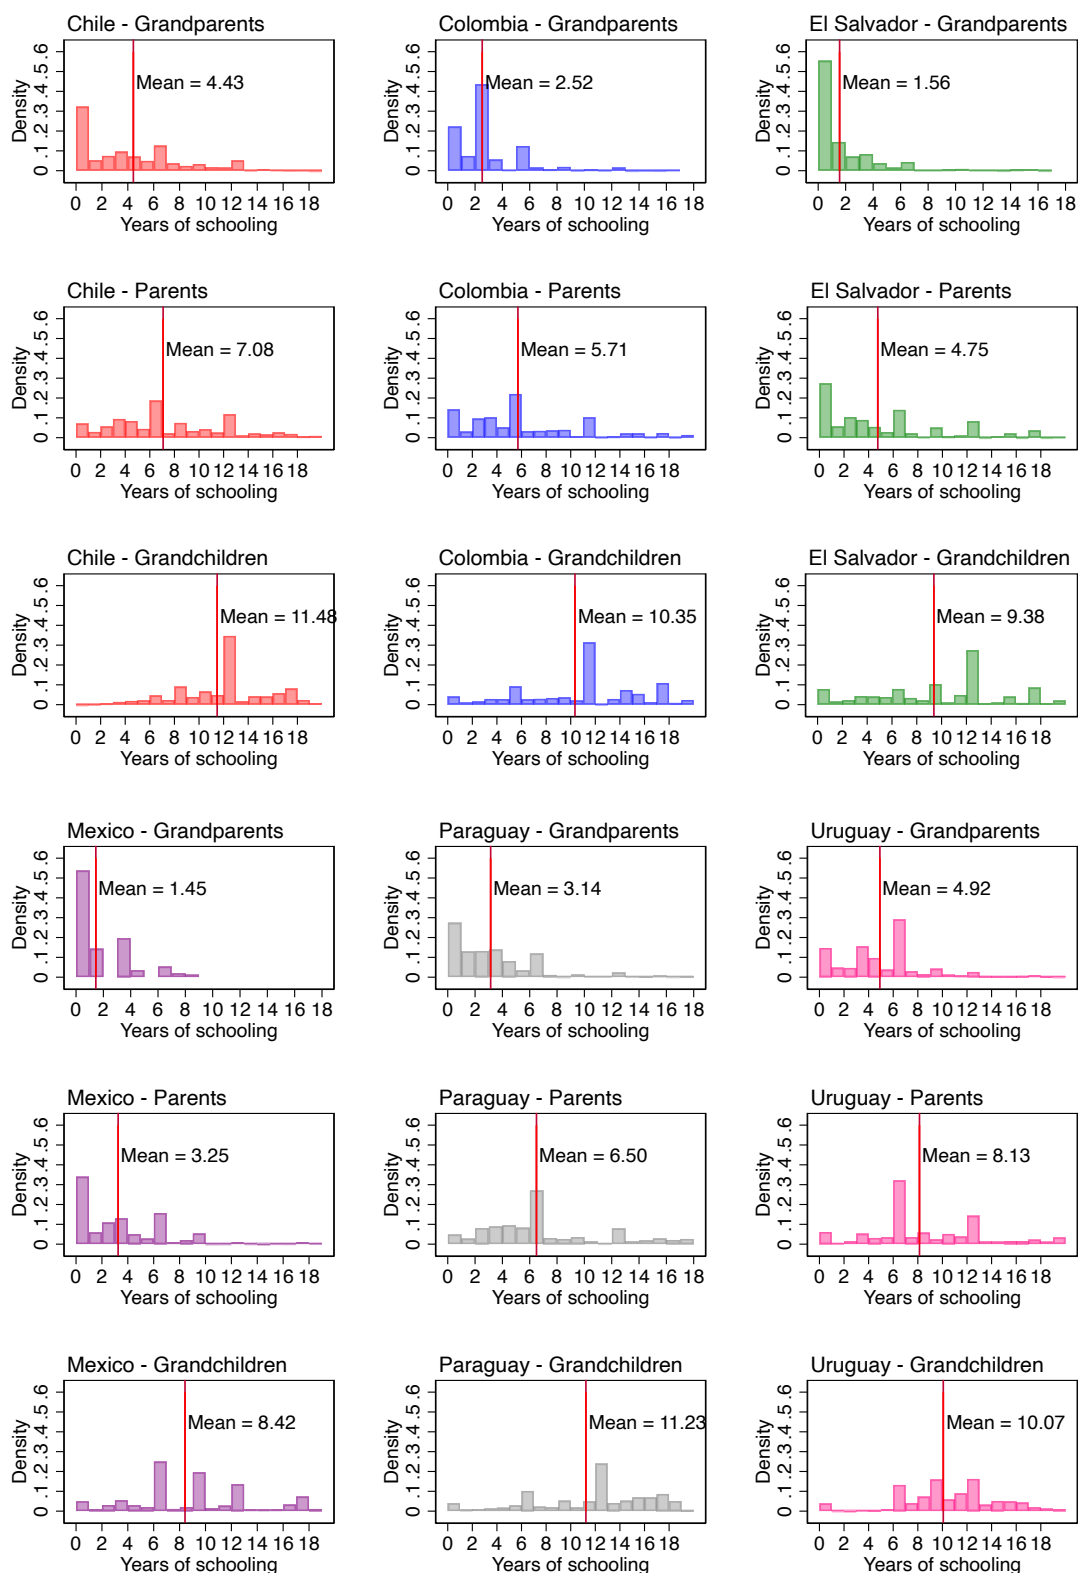 Chile - Grandparents
Density
0 .1 .2 .3 .4 .5 .6
Mean = 4.43
0 2 4 6 8 10 12 14 16 18
Years of schooling
Colombia - Grandparents
Density
0 .1 .2 .3 .4 .5 .6
Mean = 2.52
0 2 4 6 8 10 12 14 16 18
Years of schooling
El Salvador - Grandparents
Density
0 .1 .2 .3 .4 .5 .6
Mean = 1.56
0 2 4 6 8 10 12 14 16 18
Years of schooling
Chile - Parents
Density
0 .1 .2 .3 .4 .5 .6
Mean = 7.08
0 2 4 6 8 10 12 14 16 18
Years of schooling
Colombia - Parents
Density
0 .1 .2 .3 .4 .5 .6
Mean = 5.71
0 2 4 6 8 10 12 14 16 18
Years of schooling
El Salvador - Parents
Density
0 .1 .2 .3 .4 .5 .6
Mean = 4.75
0 2 4 6 8 10 12 14 16 18
Years of schooling
Chile - Grandchildren
Density
0 .1 .2 .3 .4 .5 .6
Mean = 11.48
0 2 4 6 8 10 12 14 16 18
Years of schooling
Colombia - Grandchildren
Density
0 .1 .2 .3 .4 .5 .6
Mean = 10.35
0 2 4 6 8 10 12 14 16 18
Years of schooling
El Salvador - Grandchildren
Density
0 .1 .2 .3 .4 .5 .6
Mean = 9.38
0 2 4 6 8 10 12 14 16 18
Years of schooling
Mexico - Grandparents
Density
0 .1 .2 .3 .4 .5 .6
Mean = 1.45
0 2 4 6 8 10 12 14 16 18
Years of schooling
Paraguay - Grandparents
Density
0 .1 .2 .3 .4 .5 .6
Mean = 3.14
0 2 4 6 8 10 12 14 16 18
Years of schooling
Uruguay - Grandparents
Density
0 .1 .2 .3 .4 .5 .6
Mean = 4.92
0 2 4 6 8 10 12 14 16 18
Years of schooling
Mexico - Parents
Density
0 .1 .2 .3 .4 .5 .6
Mean = 3.25
0 2 4 6 8 10 12 14 16 18
Years of schooling
Paraguay - Parents
Density
0 .1 .2 .3 .4 .5 .6
Mean = 6.50
0 2 4 6 8 10 12 14 16 18
Years of schooling
Uruguay - Parents
Density
0 .1 .2 .3 .4 .5 .6
Mean = 8.13
0 2 4 6 8 10 12 14 16 18
Years of schooling
Mexico - Grandchildren
Density
0 .1 .2 .3 .4 .5 .6
Mean = 8.42
0 2 4 6 8 10 12 14 16 18
Years of schooling
Paraguay - Grandchildren
Density
0 .1 .2 .3 .4 .5 .6
Mean = 11.23
0 2 4 6 8 10 12 14 16 18
Years of schooling
Uruguay - Grandchildren
Density
0 .1 .2 .3 .4 .5 .6
Mean = 10.07
0 2 4 6 8 10 12 14 16 18
Years of schooling